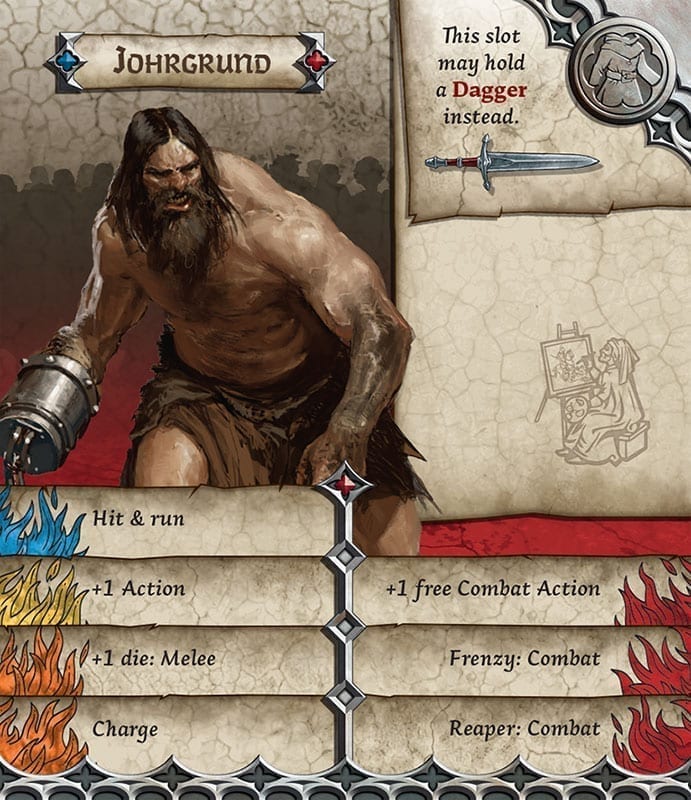 Johrgrund
This slot
may hold
a Dagger
instead.
Hit & run
+1 Action
+1 free Combat Action
+1 die: Melee
Frenzy: Combat
Charge
Reaper: Combat